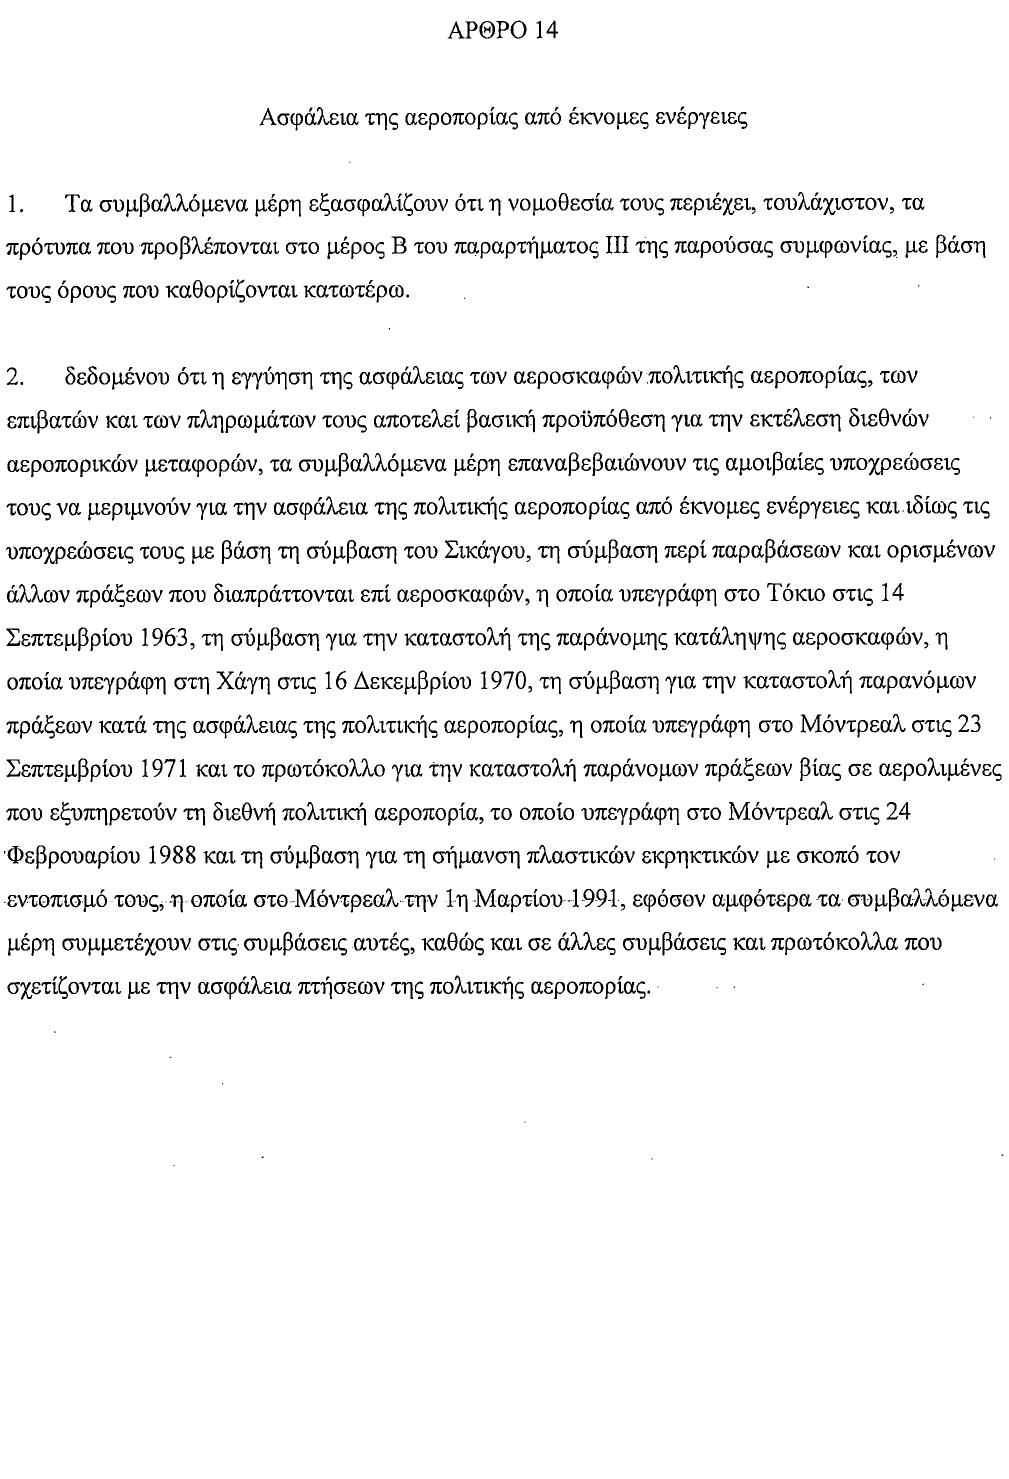 ΑΡΘΡΟ 14
Ασφάλεια της αεροπορίας από έκνομες ενέργειες
1. Τα συμβαλλόμενα μέρη εξασφαλίζουν ότι η νομοθεσία τους περιέχει, τουλάχιστον, τα
πρότυπα που προβλέπονται στο μέρος Β του παραρτήματος ΙΙΙ της παρούσας συμφωνίας, με βάση
τους όρους που καθορίζονται κατωτέρω.
2. δεδομένου ότι η εγγύηση της ασφάλειας των αεροσκαφών πολιτικής αεροπορίας, των
επιβατών και των πληρωμάτων τους αποτελεί βασική προϋπόθεση για την εκτέλεση διεθνών
αεροπορικών μεταφορών, τα συμβαλλόμενα μέρη επαναβεβαιώνουν τις αμοιβαίες υποχρεώσεις
τους να μεριμνούν για την ασφάλεια της πολιτικής αεροπορίας από έκνομες ενέργειες και ιδίως τις
υποχρεώσεις τους με βάση τη σύμβαση του Σικάγου, τη σύμβαση περί παραβάσεων και ορισμένων
άλλων πράξεων που διαπράττονται επί αεροσκαφών, η οποία υπεγράφη στο Τόκιο στις 14
Σεπτεμβρίου 1963, τη σύμβαση για την καταστολή της παράνομης κατάληψης αεροσκαφών, η
οποία υπεγράφη στη Χάγη στις 16 Δεκεμβρίου 1970, τη σύμβαση για την καταστολή παρανόμων
πράξεων κατά της ασφάλειας της πολιτικής αεροπορίας, η οποία υπεγράφη στο Μόντρεαλ στις 23
Σεπτεμβρίου 1971 και το πρωτόκολλο για την καταστολή παράνομων πράξεων βίας σε αερολιμένες
που εξυπηρετούν τη διεθνή πολιτική αεροπορία, το οποίο υπεγράφη στο Μόντρεαλ στις 24
Φεβρουαρίου 1988 και τη σύμβαση για τη σήμανση πλαστικών εκρηκτικών με σκοπό τον
εντοπισμό τους, η οποία στο Μόντρεαλ την 1η Μαρτίου 1991, εφόσον αμφότερα τα συμβαλλόμενα
μέρη συμμετέχουν στις συμβάσεις αυτές, καθώς και σε άλλες συμβάσεις και πρωτόκολλα που
σχετίζονται με την ασφάλεια πτήσεων της πολιτικής αεροπορίας.